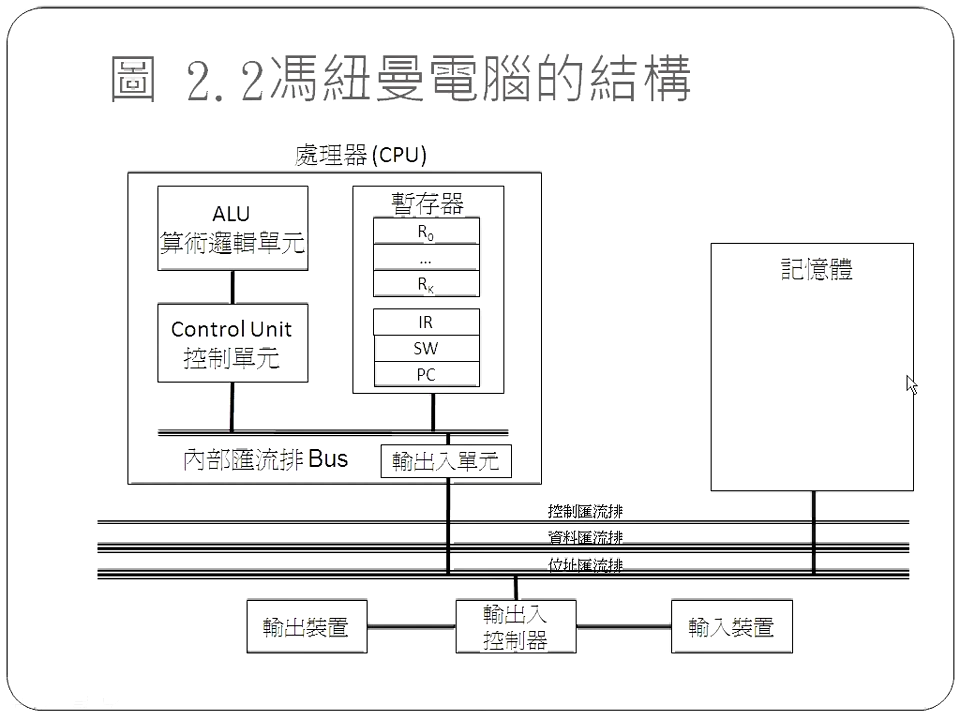 圖 2.2馮紐曼電腦的結構
處理器(CPU)
ALU
算術邏輯單元
Control Unit
控制單元
暫存器
R0
...
RK
IR
SW
PC
內部匯流排 Bus
輸出入單元
記憶體
控制匯流排
資料匯流排
位址匯流排
輸出裝置
輸出入
控制器
輸入裝置